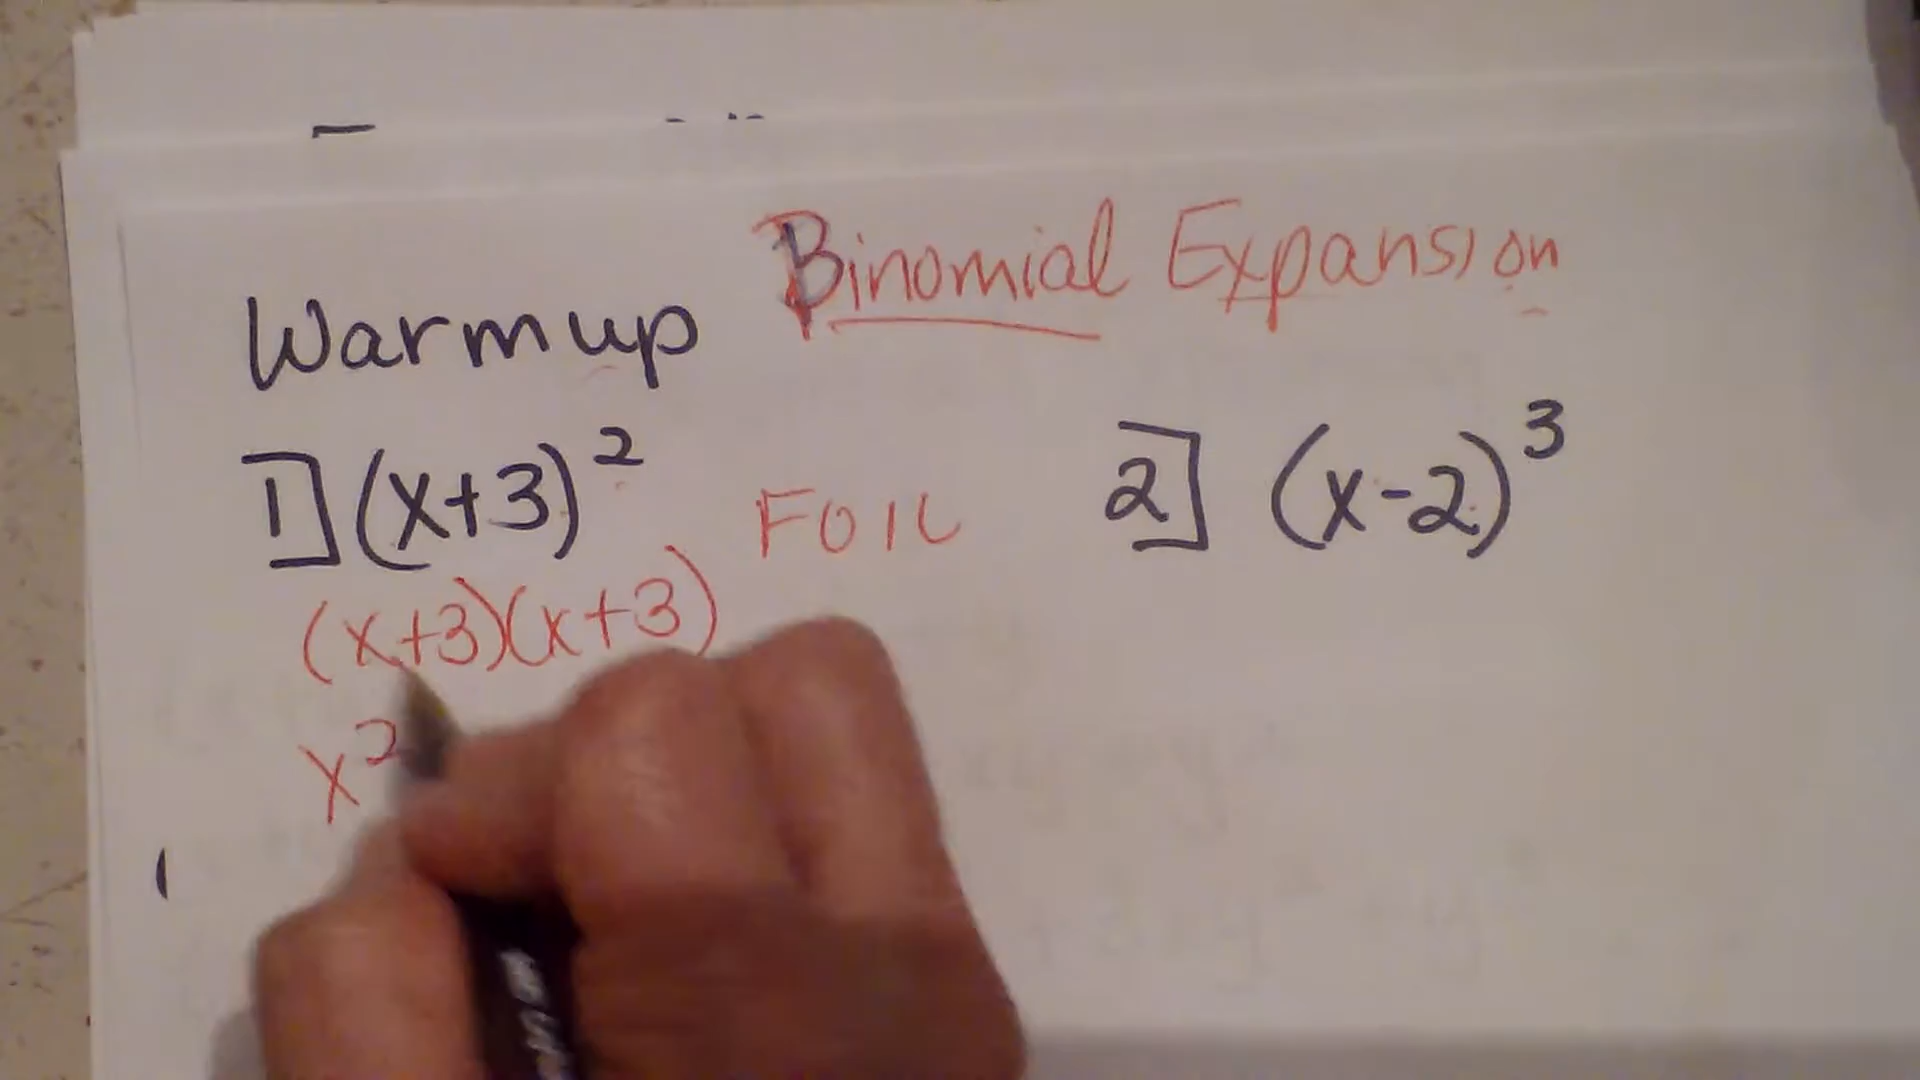 Binomial Expansion
Warmup
1] (x+3)²
FOIL
2] (x-2)³
(x+3)(x+3)
x²